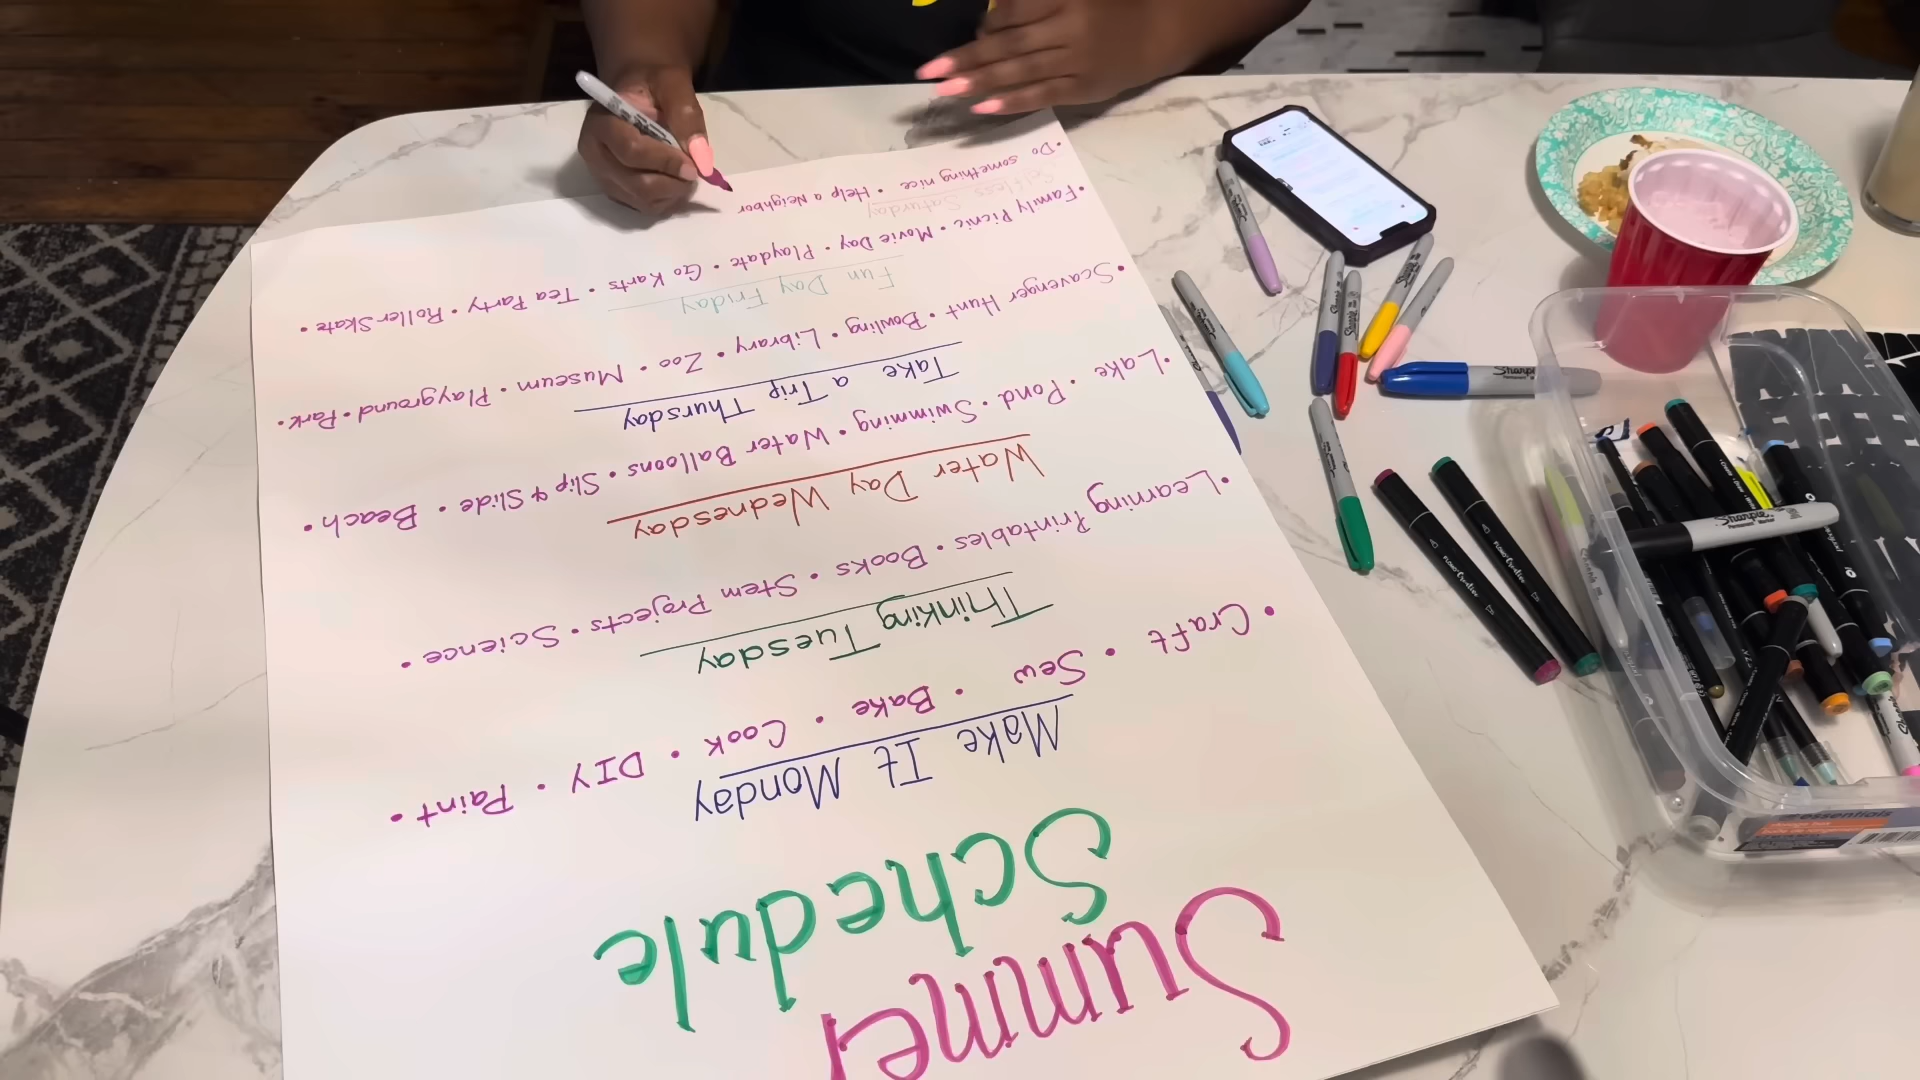 Summer
Schedule
Make It Monday
• Craft • Sew • Bake • Cook • DIY • Paint •
Thinking Tuesday
• Learning Printables • Books • Stem Projects • Science •
Water Day Wednesday
• Lake • Pond • Swimming • Water Balloons • Slip & Slide • Beach •
Take a Trip Thursday
• Scavenger Hunt • Bowling • Library • Zoo • Museum • Playground • Park •
Fun Day Friday
• Family Picnic • Movie Day • Playdate • Go Karts • Tea Party • Roller Skate •
Selfless Saturday
• Do something nice • Help a Neighbor
Sharpie
Sharpie
essentials